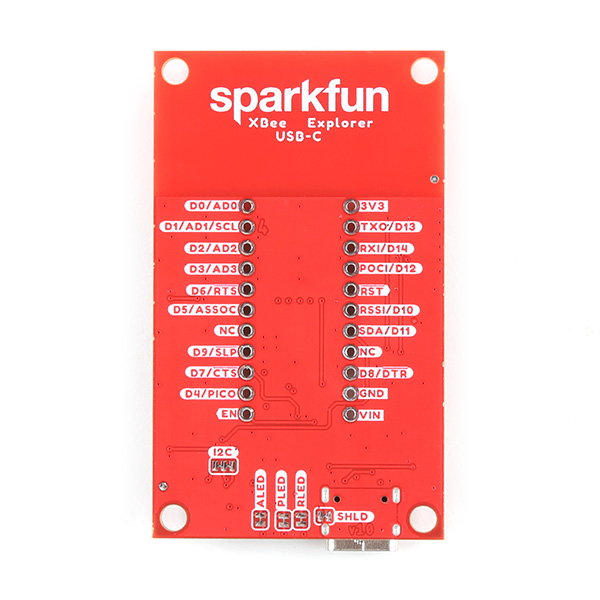 sparkfun
XBee Explorer
USB-C
D0/AD0 3V3
D1/AD1/SCL TXO/D13
D2/AD2 RXI/D14
D3/AD3 POCI/D12
D6/RTS RST
D5/ASSOC RSSI/D10
NC SDA/D11
D9/SLP NC
D7/CTS D8/DTR
D4/PICO GND
EN VIN
I2C
ALED PLED RLED SHLD